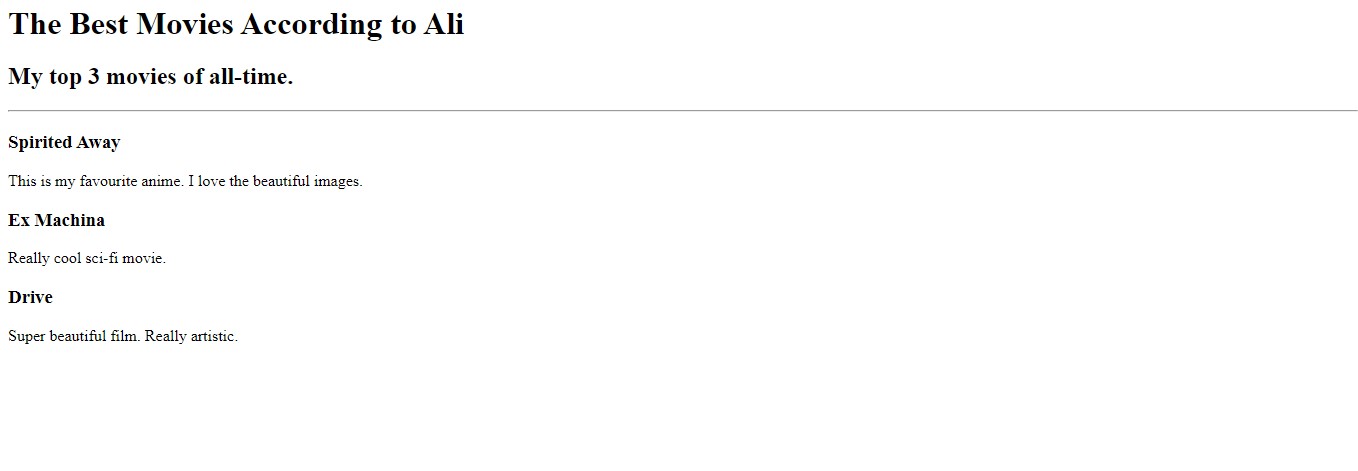 The Best Movies According to Ali
My top 3 movies of all-time.
Spirited Away
This is my favourite anime. I love the beautiful images.
Ex Machina
Really cool sci-fi movie.
Drive
Super beautiful film. Really artistic.